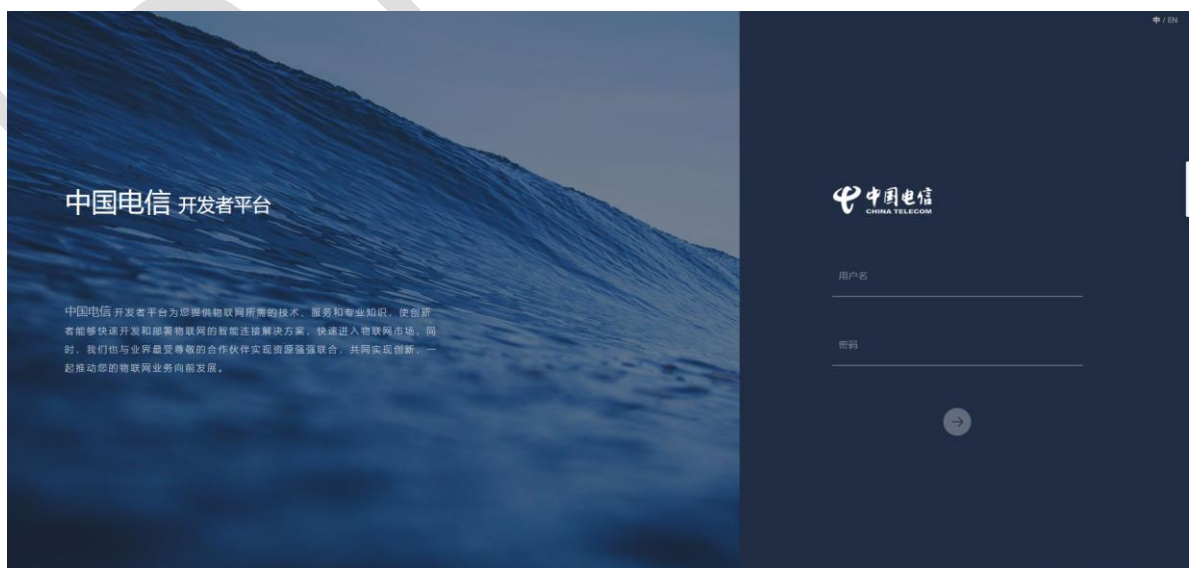 中 / EN
中国电信 开发者平台
中国电信 开发者平台为您提供物联网所需的技术、服务和专业知识，使创新
者能够快速开发和部署物联网的智能连接解决方案，快速进入物联网市场。同
时，我们也与业界最受尊敬的合作伙伴实现资源强强联合，共同实现创新，一
起推动您的物联网业务向前发展。
中国电信
CHINA TELECOM
用户名
密码